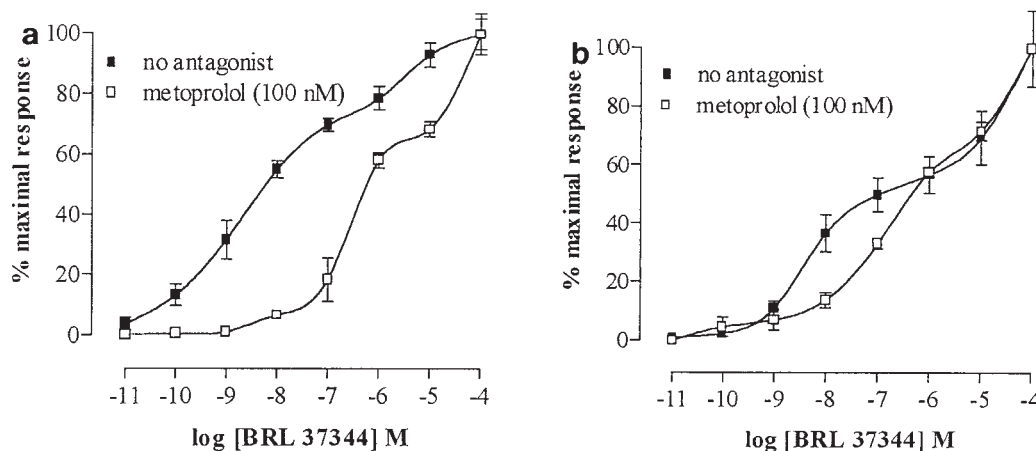 a
% maximal response
100
80
60
40
20
0
no antagonist
metoprolol (100 nM)
-11 -10 -9 -8 -7 -6 -5 -4
log [BRL 37344] M
b
% maximal response
100
80
60
40
20
0
no antagonist
metoprolol (100 nM)
-11 -10 -9 -8 -7 -6 -5 -4
log [BRL 37344] M